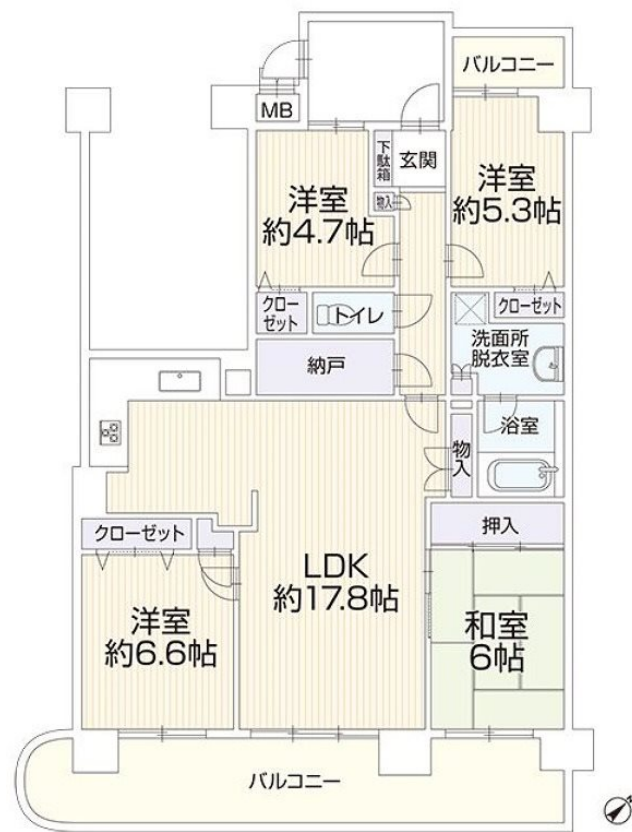 バルコニー
MB
下駄箱
玄関
洋室
約5.3帖
洋室
約4.7帖
物入
クロー
ゼット
トイレ
クローゼット
洗面所
脱衣室
納戸
浴室
物入
クローゼット
押入
LDK
約17.8帖
洋室
約6.6帖
和室
6帖
バルコニー